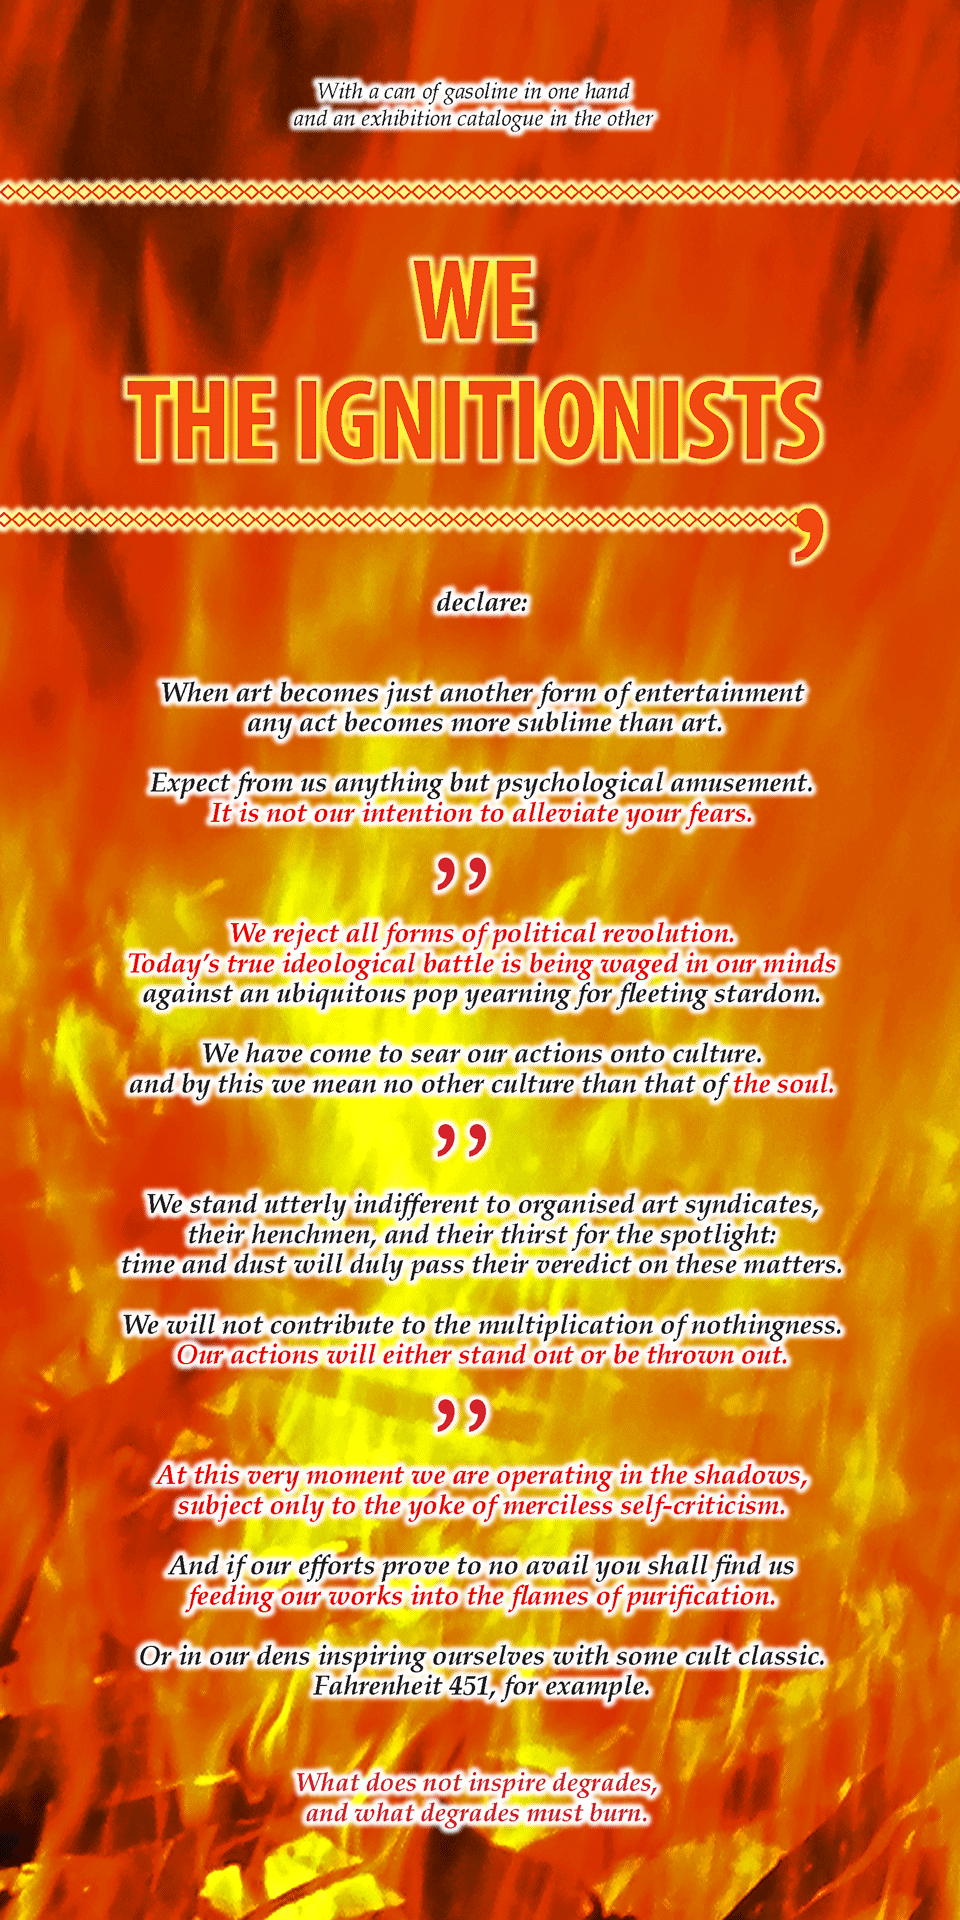 With a can of gasoline in one hand
and an exhibition catalogue in the other
WE
THE IGNITIONISTS
,
declare:
When art becomes just another form of entertainment
any act becomes more sublime than art.
Expect from us anything but psychological amusement.
It is not our intention to alleviate your fears.
”
We reject all forms of political revolution.
Today’s true ideological battle is being waged in our minds
against an ubiquitous pop yearning for fleeting stardom.
We have come to sear our actions onto culture.
and by this we mean no other culture than that of the soul.
”
We stand utterly indifferent to organised art syndicates,
their henchmen, and their thirst for the spotlight:
time and dust will duly pass their veredict on these matters.
We will not contribute to the multiplication of nothingness.
Our actions will either stand out or be thrown out.
”
At this very moment we are operating in the shadows,
subject only to the yoke of merciless self-criticism.
And if our efforts prove to no avail you shall find us
feeding our works into the flames of purification.
Or in our dens inspiring ourselves with some cult classic.
Fahrenheit 451, for example.
What does not inspire degrades,
and what degrades must burn.